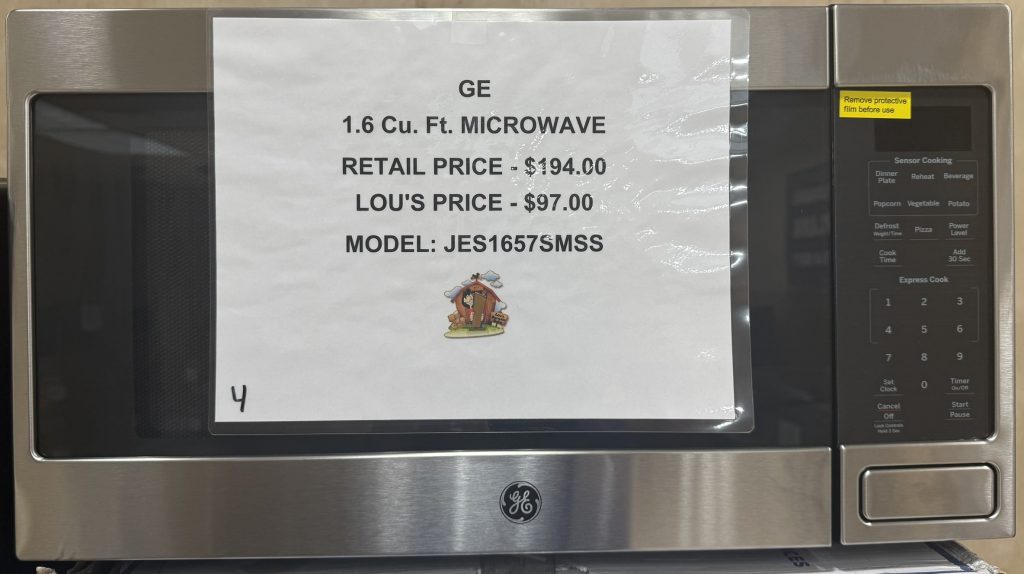 GE
1.6 Cu. Ft. MICROWAVE
RETAIL PRICE - $194.00
LOU'S PRICE - $97.00
MODEL: JES1657SMSS
4
GE
Remove protective
film before use
Sensor Cooking
Dinner Plate Reheat Beverage
Popcorn Vegetable Potato
Defrost Weight/Time Pizza Power Level
Cook Time Add 30 Sec
Express Cook
1 2 3
4 5 6
7 8 9
Set Clock 0 Timer On/Off
Cancel Off Start Pause
Lock Controls
Hold 3 Sec